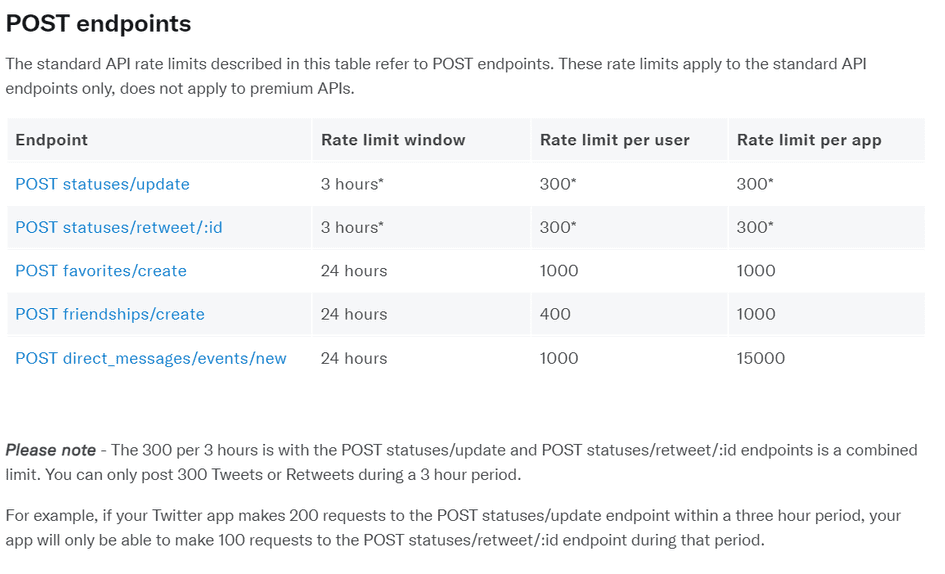 POST endpoints
The standard API rate limits described in this table refer to POST endpoints. These rate limits apply to the standard API
endpoints only, does not apply to premium APIs.
Endpoint Rate limit window Rate limit per user Rate limit per app
POST statuses/update 3 hours* 300* 300*
POST statuses/retweet/:id 3 hours* 300* 300*
POST favorites/create 24 hours 1000 1000
POST friendships/create 24 hours 400 1000
POST direct_messages/events/new 24 hours 1000 15000
Please note - The 300 per 3 hours is with the POST statuses/update and POST statuses/retweet/:id endpoints is a combined
limit. You can only post 300 Tweets or Retweets during a 3 hour period.
For example, if your Twitter app makes 200 requests to the POST statuses/update endpoint within a three hour period, your
app will only be able to make 100 requests to the POST statuses/retweet/:id endpoint during that period.